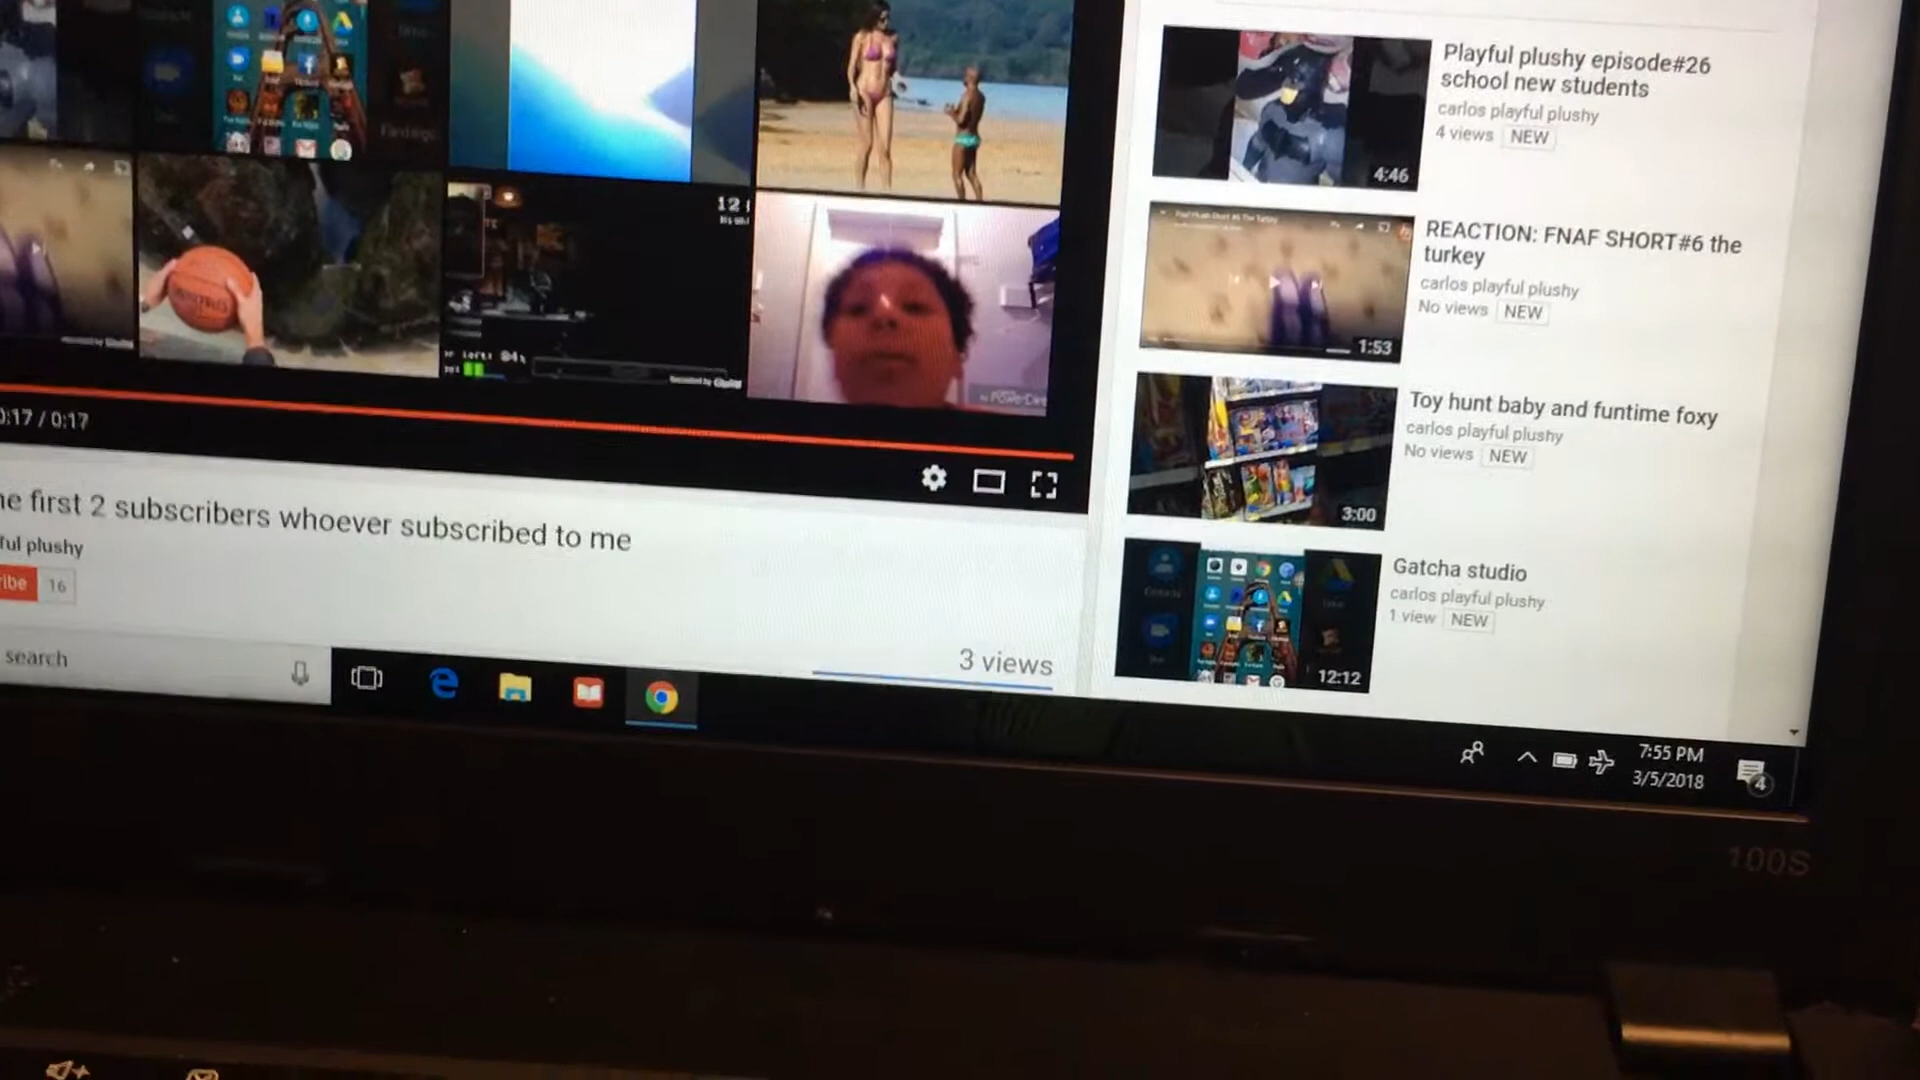 Playful plushy episode#26
school new students
carlos playful plushy
4 views NEW
4:46
REACTION: FNAF SHORT#6 the
turkey
carlos playful plushy
No views NEW
1:53
Toy hunt baby and funtime foxy
carlos playful plushy
No views NEW
3:00
Gatcha studio
carlos playful plushy
1 view NEW
12:12
0:17 / 0:17
first 2 subscribers whoever subscribed to me
plushy
16
3 views
search
7:55 PM
3/5/2018
4
100S